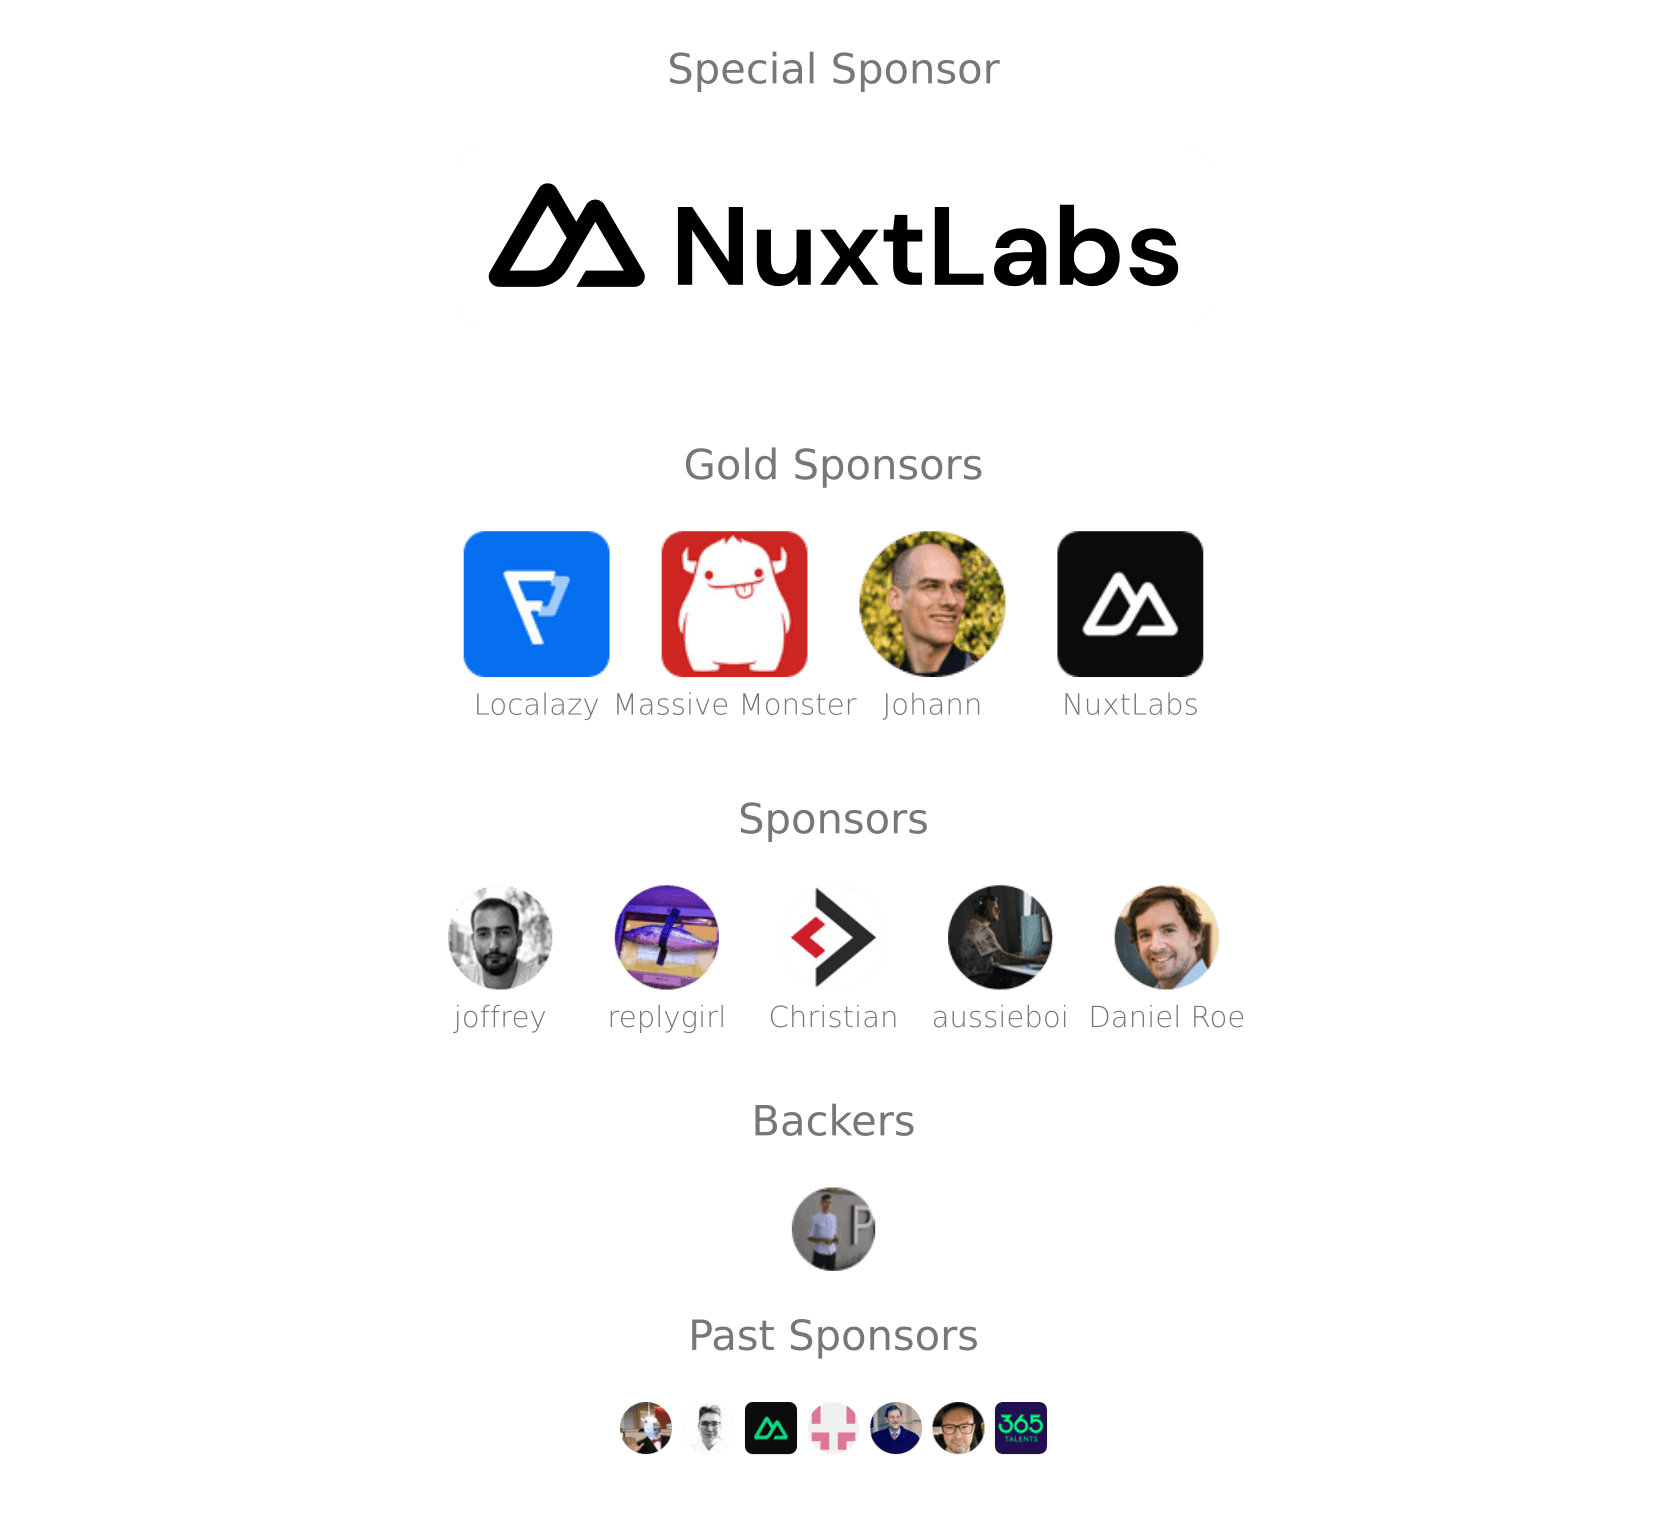 Special Sponsor
NuxtLabs
Gold Sponsors
Localazy Massive Monster Johann NuxtLabs
Sponsors
joffrey replygirl Christian aussieboi Daniel Roe
Backers
P
Past Sponsors
365
TALENTS